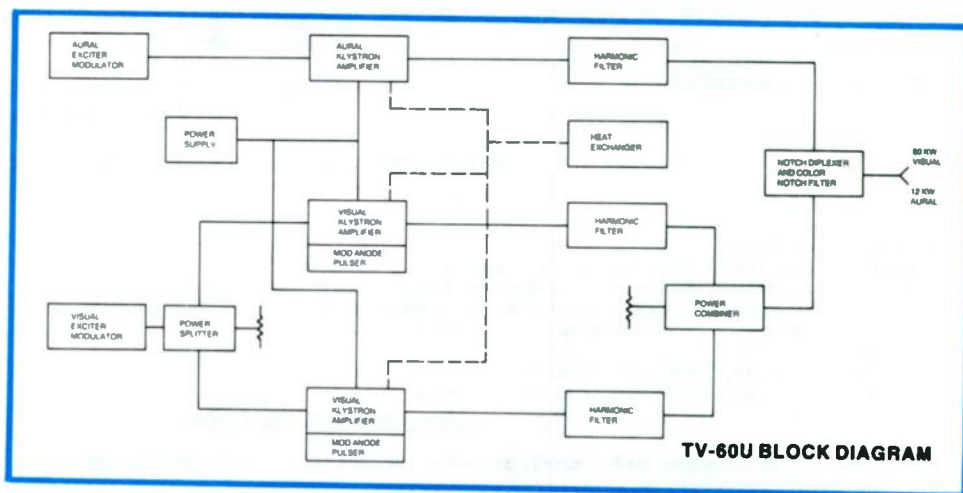 AURAL
EXCITER
MODULATOR
AURAL
KLYSTRON
AMPLIFIER
HARMONIC
FILTER
POWER
SUPPLY
HEAT
EXCHANGER
NOTCH DIPLEXER
AND COLOR
NOTCH FILTER
60 KW
VISUAL
12 KW
AURAL
VISUAL
KLYSTRON
AMPLIFIER
MOD ANODE
PULSER
HARMONIC
FILTER
VISUAL
EXCITER
MODULATOR
POWER
SPLITTER
POWER
COMBINER
VISUAL
KLYSTRON
AMPLIFIER
MOD ANODE
PULSER
HARMONIC
FILTER
TV-60U BLOCK DIAGRAM